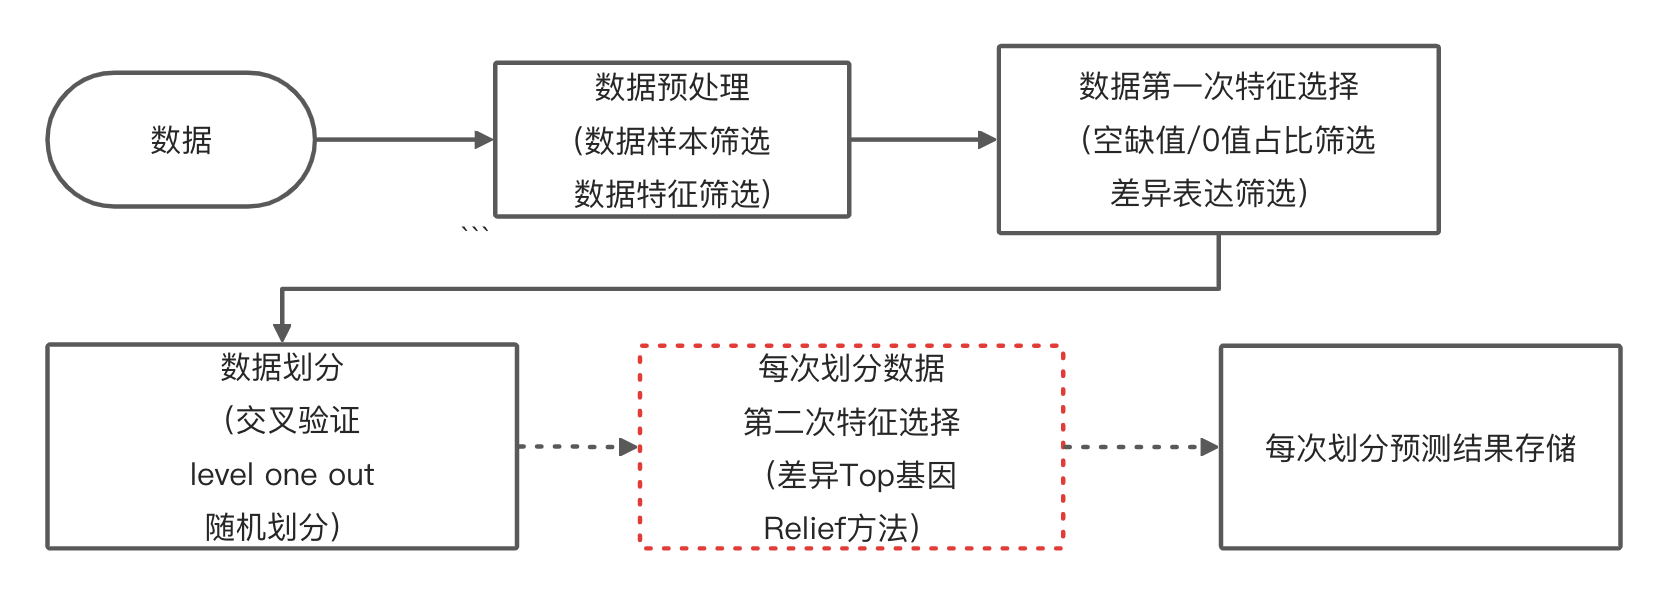 数据
数据预处理
(数据样本筛选
数据特征筛选)
数据第一次特征选择
(空缺值/0值占比筛选
差异表达筛选)
```
数据划分
(交叉验证
level one out
随机划分)
每次划分数据
第二次特征选择
(差异Top基因
Relief方法)
每次划分预测结果存储